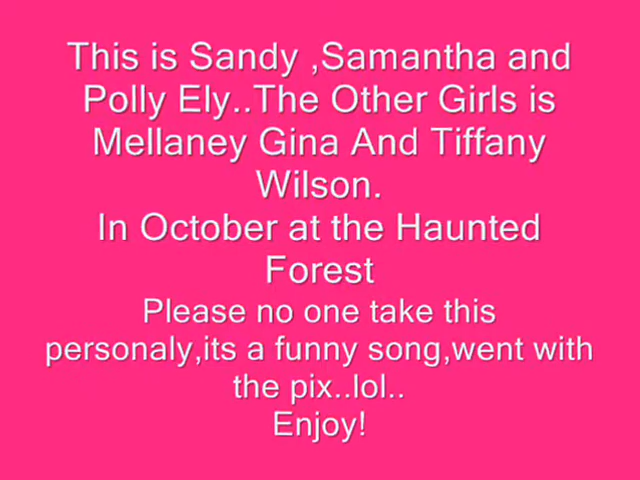 This is Sandy ,Samantha and
Polly Ely..The Other Girls is
Mellaney Gina And Tiffany
Wilson.
In October at the Haunted
Forest
Please no one take this
personaly,its a funny song,went with
the pix..lol..
Enjoy!